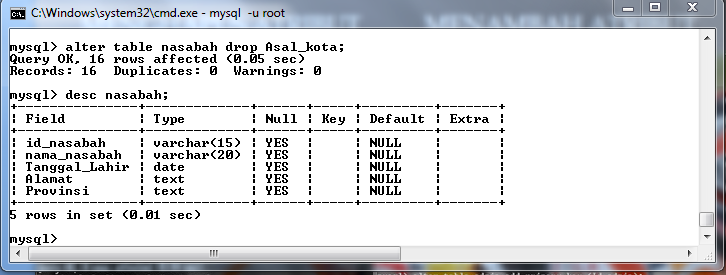 C:\Windows\system32\cmd.exe - mysql -u root
mysql> alter table nasabah drop Asal_kota;
Query OK, 16 rows affected (0.05 sec)
Records: 16  Duplicates: 0  Warnings: 0
mysql> desc nasabah;
+---------------+-------------+------+-----+---------+-------+
| Field         | Type        | Null | Key | Default | Extra |
+---------------+-------------+------+-----+---------+-------+
| id_nasabah    | varchar(15) | YES  |     | NULL    |       |
| nama_nasabah  | varchar(20) | YES  |     | NULL    |       |
| Tanggal_Lahir | date        | YES  |     | NULL    |       |
| Alamat        | text        | YES  |     | NULL    |       |
| Provinsi      | text        | YES  |     | NULL    |       |
+---------------+-------------+------+-----+---------+-------+
5 rows in set (0.01 sec)
mysql>